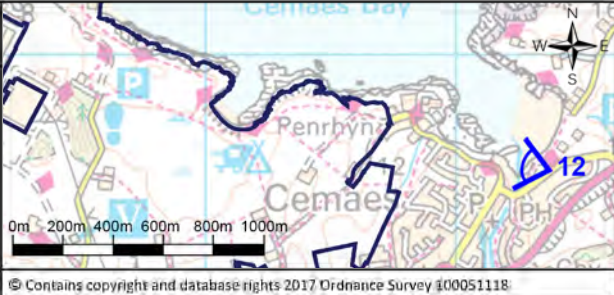 Cemaes Bay
N
W E
S
P
Penrhyn
12
Cemaes
P
PH
V
0m 200m 400m 600m 800m 1000m
© Contains copyright and database rights 2017 Ordnance Survey 100051118